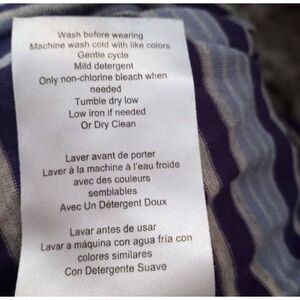 Wash before wearing
Machine wash cold with like colors
Gentle cycle
Mild detergent
Only non-chlorine bleach when
needed
Tumble dry low
Low iron if needed
Or Dry Clean
Laver avant de porter
Laver à la machine à l'eau froide
avec des couleurs
semblables
Avec Un Détergent Doux
Lavar antes de usar
Lavar a máquina con agua fría con
colores similares
Con Detergente Suave